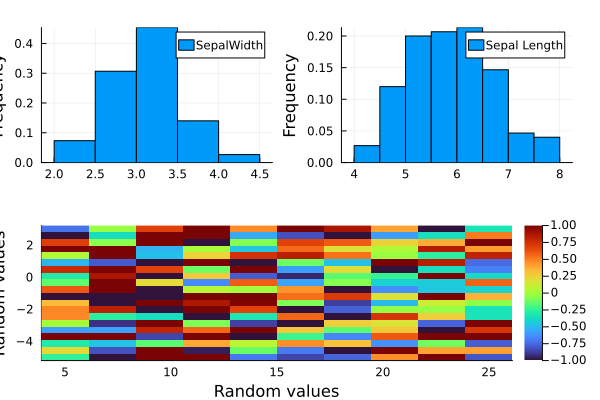 SepalWidth
Frequency
0.4
0.3
0.2
0.1
0.0
2.0 2.5 3.0 3.5 4.0 4.5
Sepal Length
Frequency
0.20
0.15
0.10
0.05
0.00
4 5 6 7 8
Random values
2
0
−2
−4
5 10 15 20 25
Random values
1.00
0.75
0.50
0.25
0
−0.25
−0.50
−0.75
−1.00